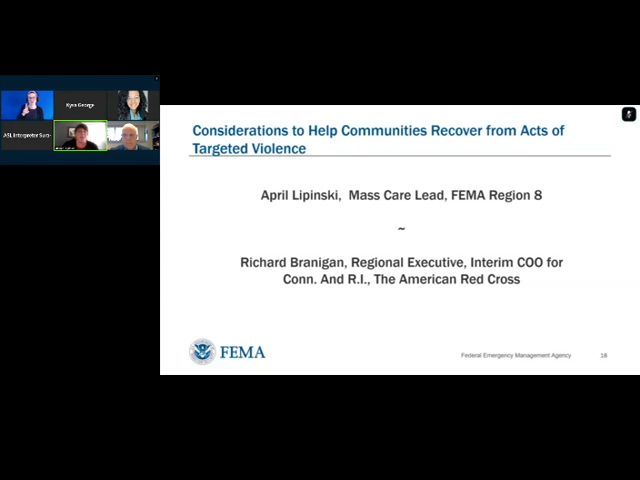 Kyra George
ASL Interpreter
Considerations to Help Communities Recover from Acts of
Targeted Violence
April Lipinski, Mass Care Lead, FEMA Region 8
~
Richard Branigan, Regional Executive, Interim COO for
Conn. And R.I., The American Red Cross
FEMA
Federal Emergency Management Agency
18